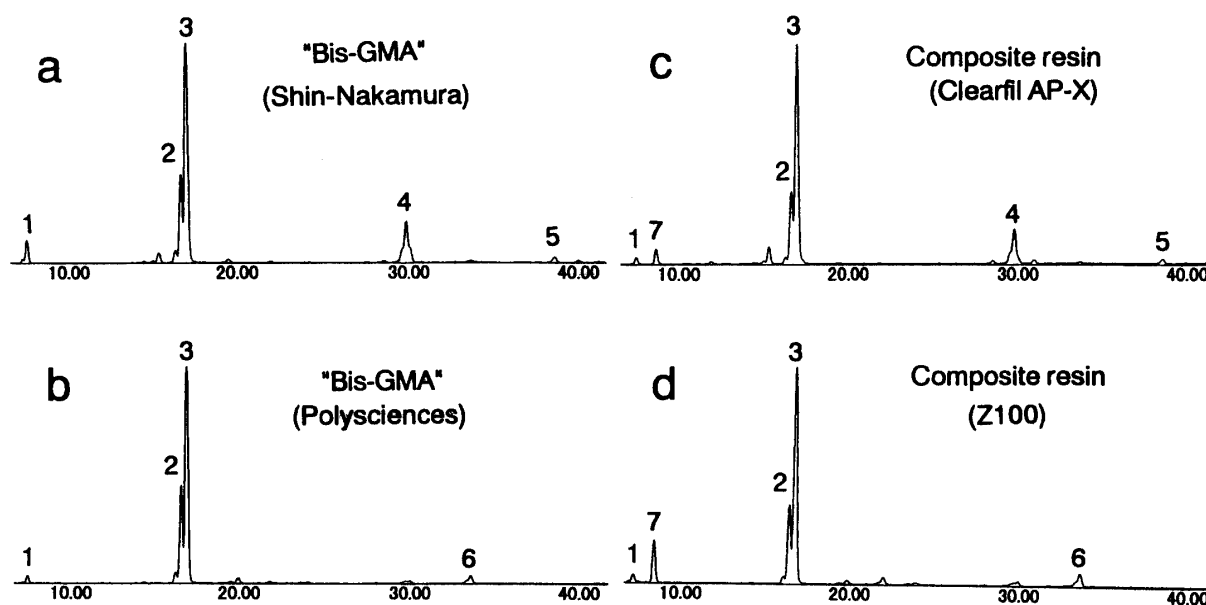 a
"Bis-GMA"
(Shin-Nakamura)
1
2
3
4
5
10.00 20.00 30.00 40.00
c
Composite resin
(Clearfil AP-X)
1
7
2
3
4
5
10.00 20.00 30.00 40.00
b
"Bis-GMA"
(Polysciences)
1
2
3
6
10.00 20.00 30.00 40.00
d
Composite resin
(Z100)
1
7
2
3
6
10.00 20.00 30.00 40.00